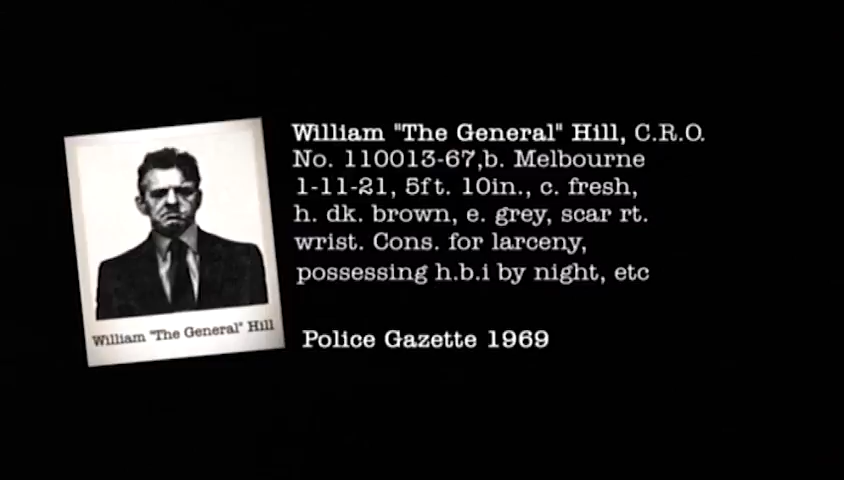 William "The General" Hill, C.R.O.
No. 110013-67,b. Melbourne
1-11-21, 5ft. 10in., c. fresh,
h. dk. brown, e. grey, scar rt.
wrist. Cons. for larceny,
possessing h.b.i by night, etc
William "The General" Hill
Police Gazette 1969